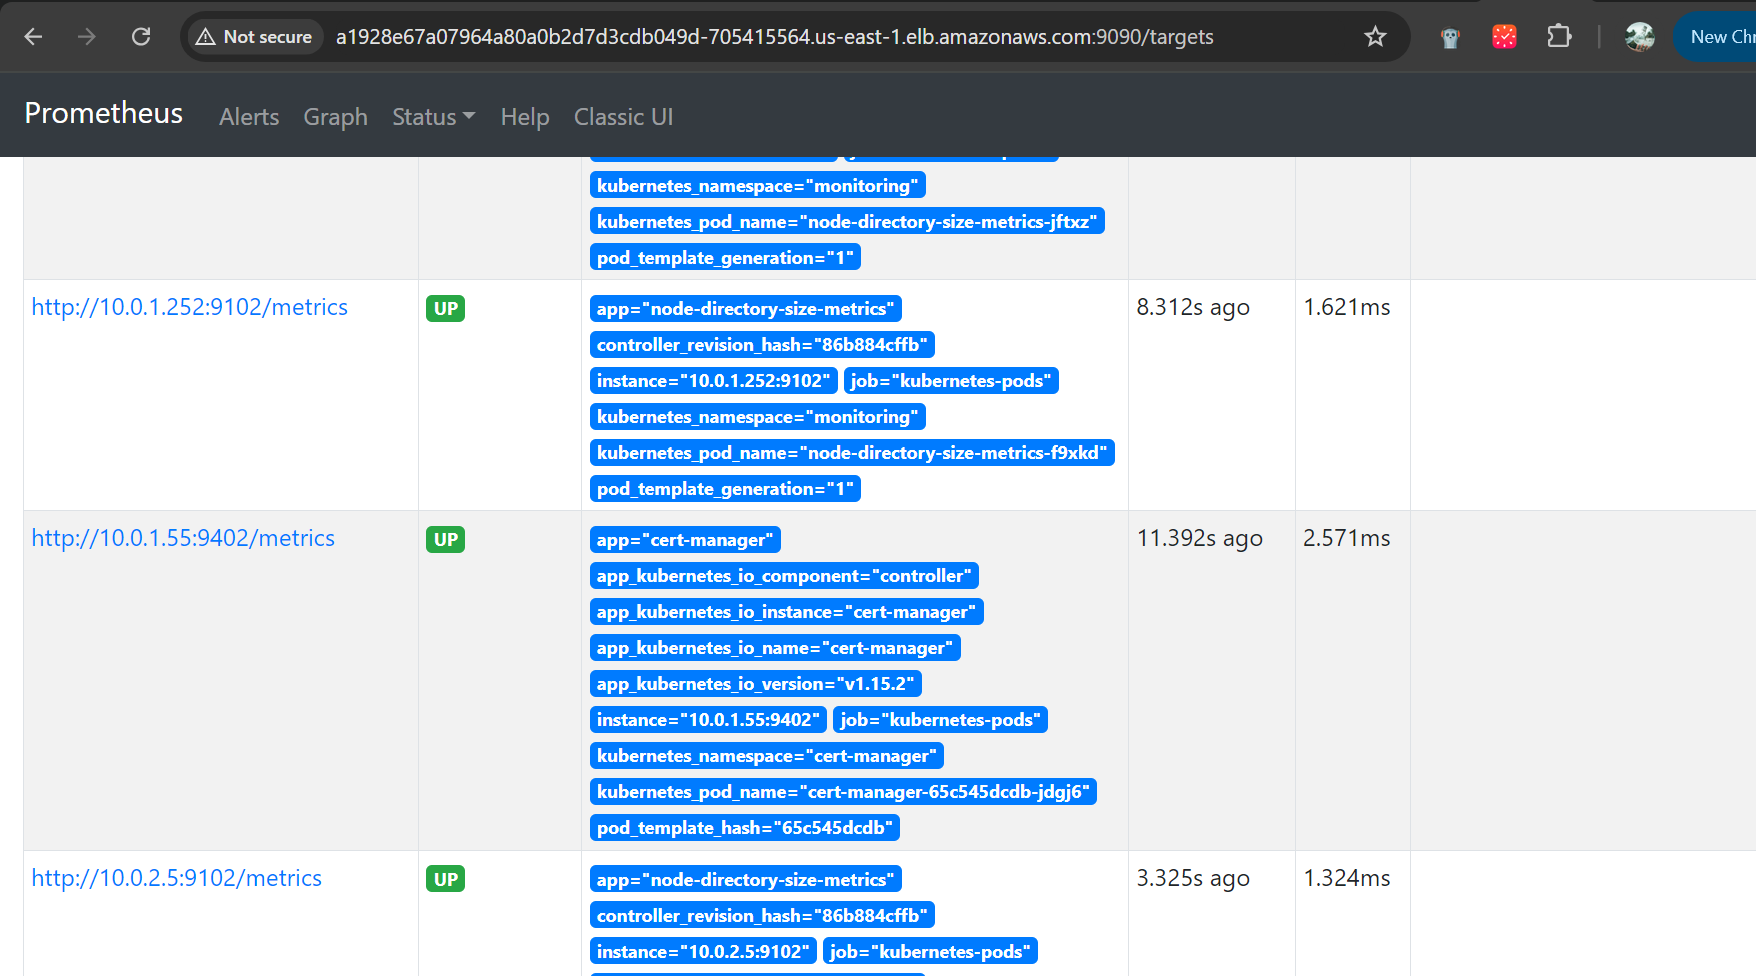 Not secure a1928e67a07964a80a0b2d7d3cdb049d-705415564.us-east-1.elb.amazonaws.com:9090/targets New Chr
Prometheus Alerts Graph Status Help Classic UI
kubernetes_namespace="monitoring"
kubernetes_pod_name="node-directory-size-metrics-jftxz"
pod_template_generation="1"
http://10.0.1.252:9102/metrics UP app="node-directory-size-metrics" 8.312s ago 1.621ms
controller_revision_hash="86b884cffb"
instance="10.0.1.252:9102" job="kubernetes-pods"
kubernetes_namespace="monitoring"
kubernetes_pod_name="node-directory-size-metrics-f9xkd"
pod_template_generation="1"
http://10.0.1.55:9402/metrics UP app="cert-manager" 11.392s ago 2.571ms
app_kubernetes_io_component="controller"
app_kubernetes_io_instance="cert-manager"
app_kubernetes_io_name="cert-manager"
app_kubernetes_io_version="v1.15.2"
instance="10.0.1.55:9402" job="kubernetes-pods"
kubernetes_namespace="cert-manager"
kubernetes_pod_name="cert-manager-65c545dcdb-jdgj6"
pod_template_hash="65c545dcdb"
http://10.0.2.5:9102/metrics UP app="node-directory-size-metrics" 3.325s ago 1.324ms
controller_revision_hash="86b884cffb"
instance="10.0.2.5:9102" job="kubernetes-pods"